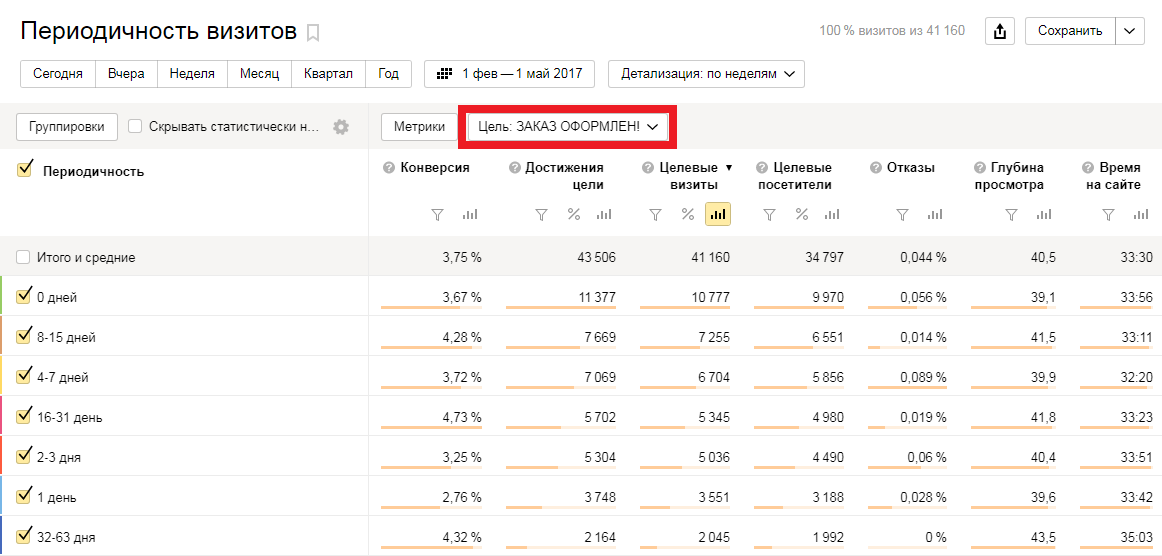 Периодичность визитов
100 % визитов из 41 160
Сохранить
Сегодня Вчера Неделя Месяц Квартал Год
1 фев — 1 май 2017
Детализация: по неделям
Группировки
Скрывать статистически н...
Метрики
Цель: ЗАКАЗ ОФОРМЛЕН!
Периодичность
? Конверсия
? Достижения
цели
? Целевые ▼
визиты
? Целевые
посетители
? Отказы
? Глубина
просмотра
? Время
на сайте
% % %
Итого и средние 3,75 % 43 506 41 160 34 797 0,044 % 40,5 33:30
0 дней 3,67 % 11 377 10 777 9 970 0,056 % 39,1 33:56
8-15 дней 4,28 % 7 669 7 255 6 551 0,014 % 41,5 33:11
4-7 дней 3,72 % 7 069 6 704 5 856 0,089 % 39,9 32:20
16-31 день 4,73 % 5 702 5 345 4 980 0,019 % 41,8 33:23
2-3 дня 3,25 % 5 304 5 036 4 490 0,06 % 40,4 33:51
1 день 2,76 % 3 748 3 551 3 188 0,028 % 39,6 33:42
32-63 дня 4,32 % 2 164 2 045 1 992 0 % 43,5 35:03